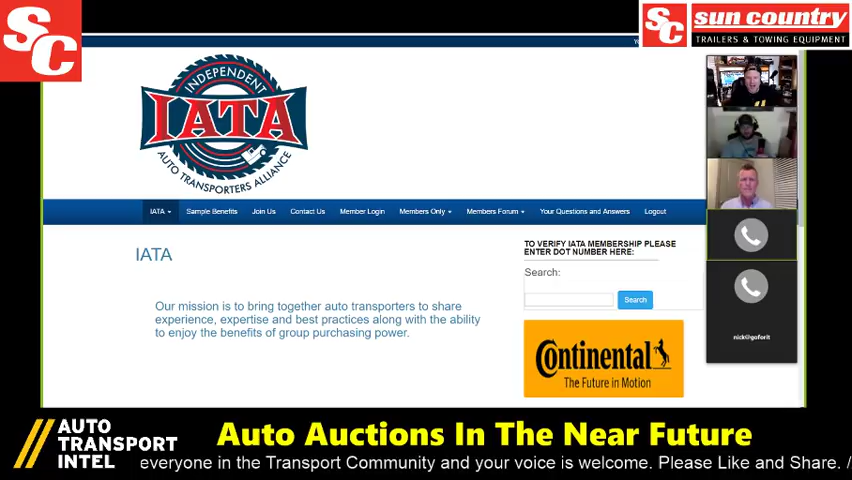 SC
SC sun country
TRAILERS & TOWING EQUIPMENT
INDEPENDENT
IATA
AUTO TRANSPORTERS ALLIANCE
IATA Sample Benefits Join Us Contact Us Member Login Members Only Members Forum Your Questions and Answers Logout
IATA
Our mission is to bring together auto transporters to share
experience, expertise and best practices along with the ability
to enjoy the benefits of group purchasing power.
TO VERIFY IATA MEMBERSHIP PLEASE
ENTER DOT NUMBER HERE:
Search:
Search
Continental
The Future in Motion
nick@goforit
AUTO
TRANSPORT
INTEL
Auto Auctions In The Near Future
everyone in the Transport Community and your voice is welcome. Please Like and Share. /